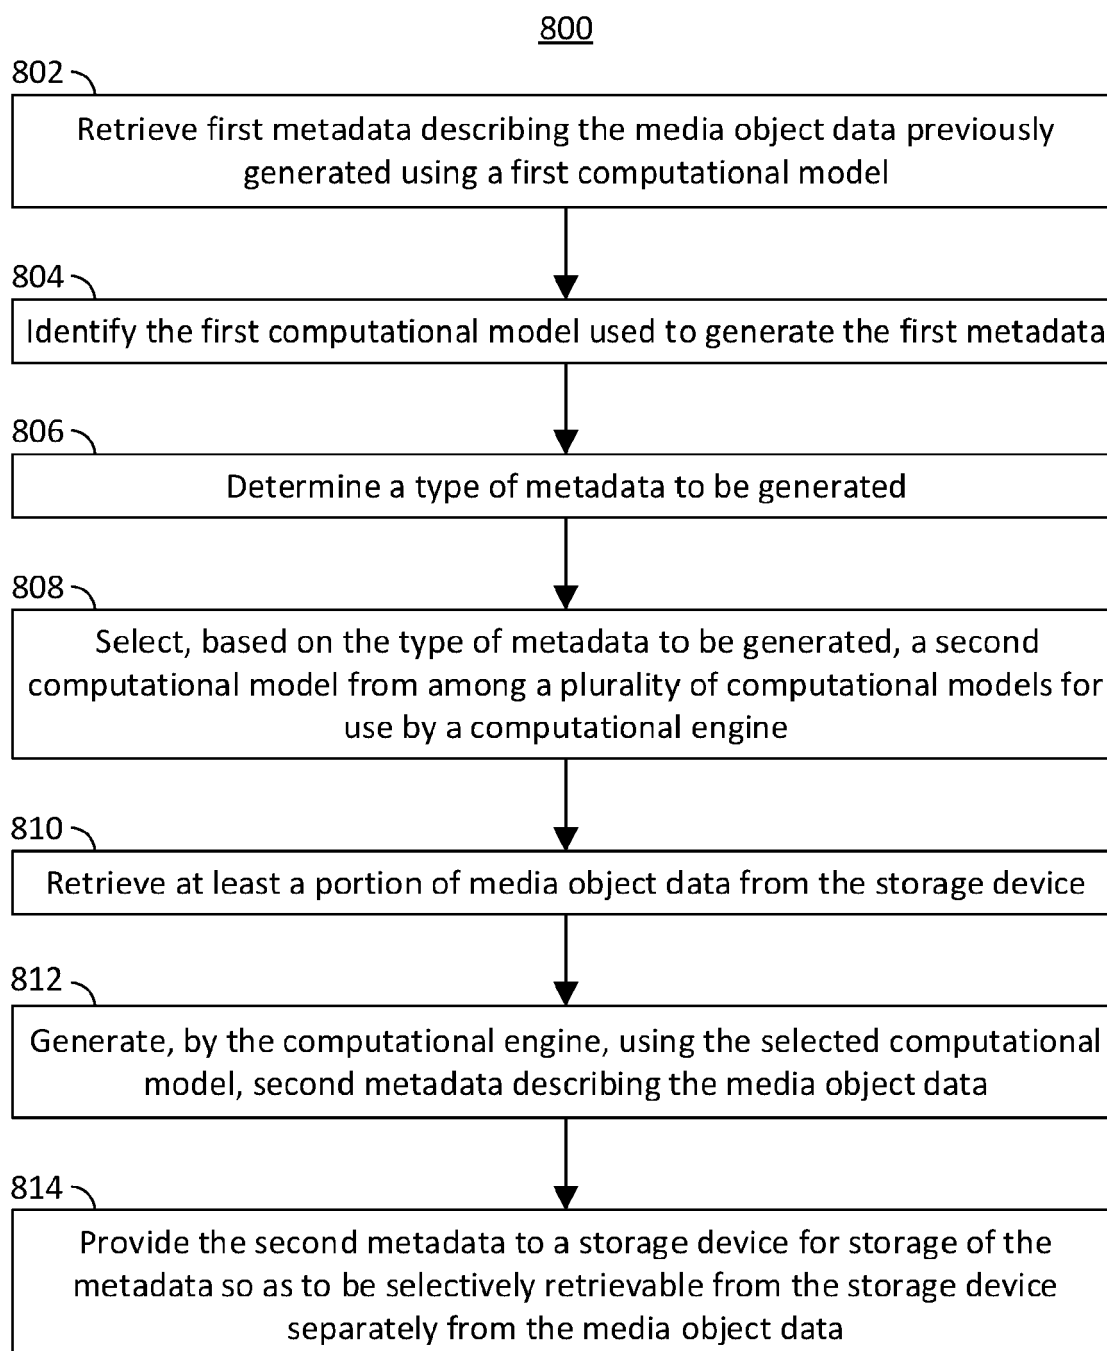 800
802
Retrieve first metadata describing the media object data previously
generated using a first computational model
804
Identify the first computational model used to generate the first metadata
806
Determine a type of metadata to be generated
808
Select, based on the type of metadata to be generated, a second
computational model from among a plurality of computational models for
use by a computational engine
810
Retrieve at least a portion of media object data from the storage device
812
Generate, by the computational engine, using the selected computational
model, second metadata describing the media object data
814
Provide the second metadata to a storage device for storage of the
metadata so as to be selectively retrievable from the storage device
separately from the media object data